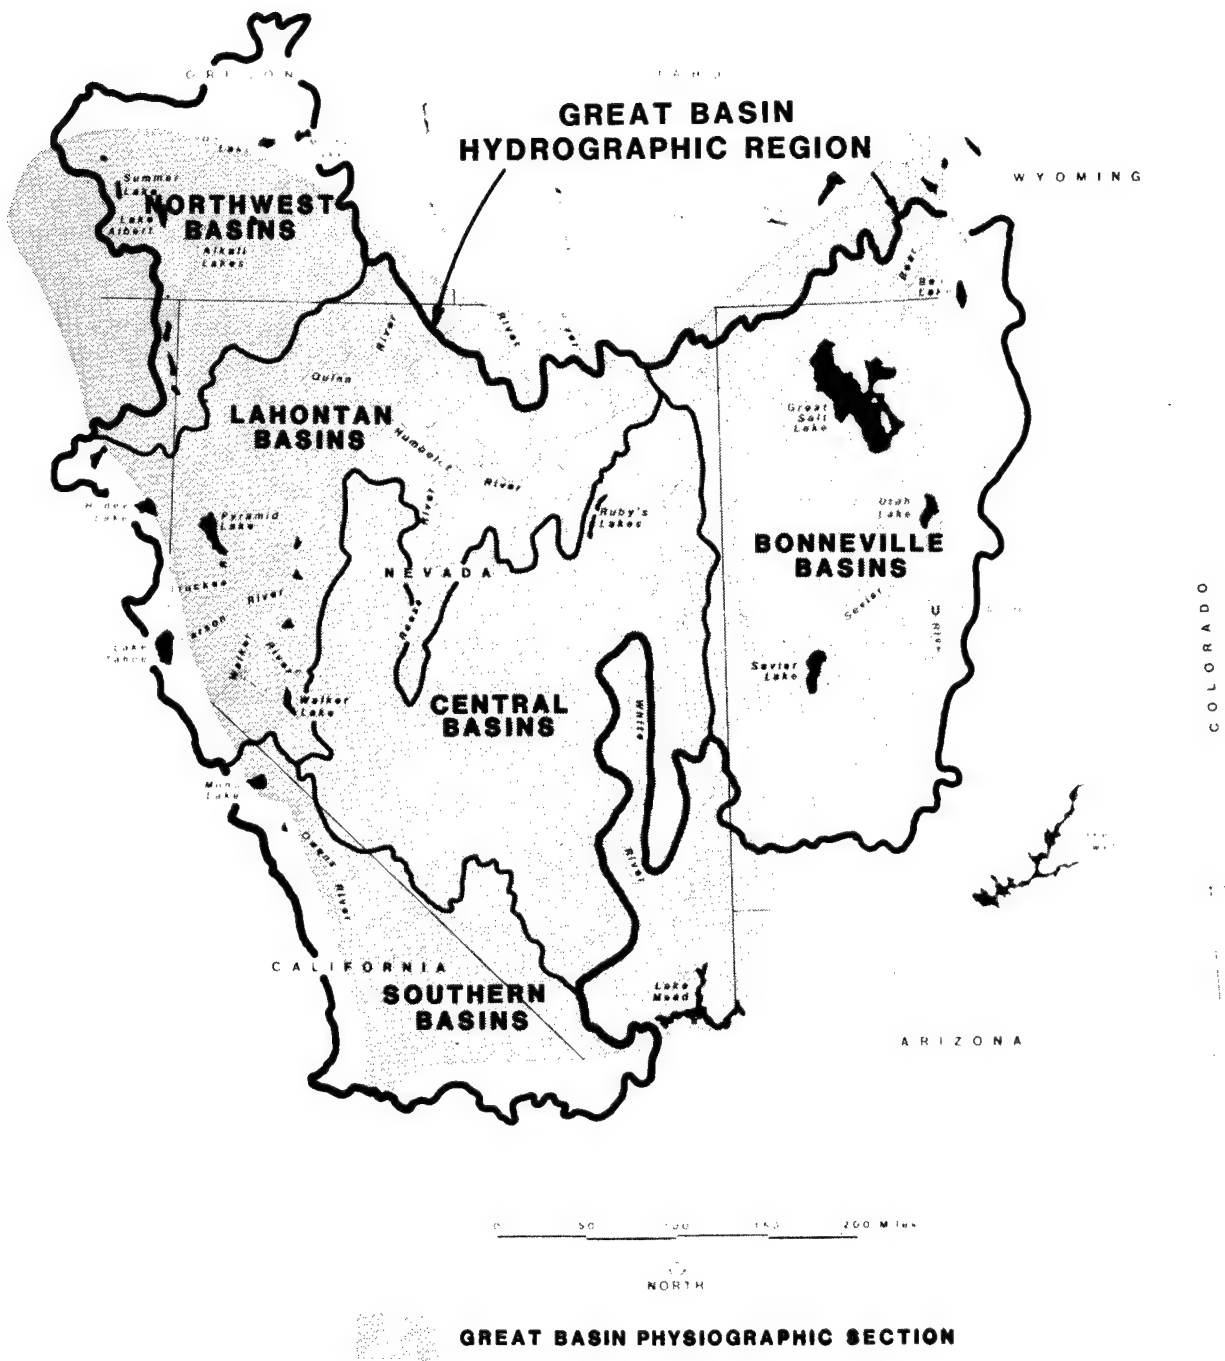 GREAT BASIN
HYDROGRAPHIC REGION
WYOMING
Summer
Lake
NORTHWEST
BASINS
Lake
Albert
Alkali
Lakes
River
River
Bear
Quinn
LAHONTAN
BASINS
Humboldt
River
River
Great
Salt
Lake
Ruby's
Lakes
Utah
Lake
Pyramid
Lake
BONNEVILLE
BASINS
NEVADA
River
Reese
Sevier
COLORADO
Lake
Walker
River
Sevier
Lake
Walker
Lake
CENTRAL
BASINS
White
River
Lake
Owens
River
CALIFORNIA
SOUTHERN
BASINS
Lake
Mead
ARIZONA
0 50
200 Miles
NORTH
GREAT BASIN PHYSIOGRAPHIC SECTION